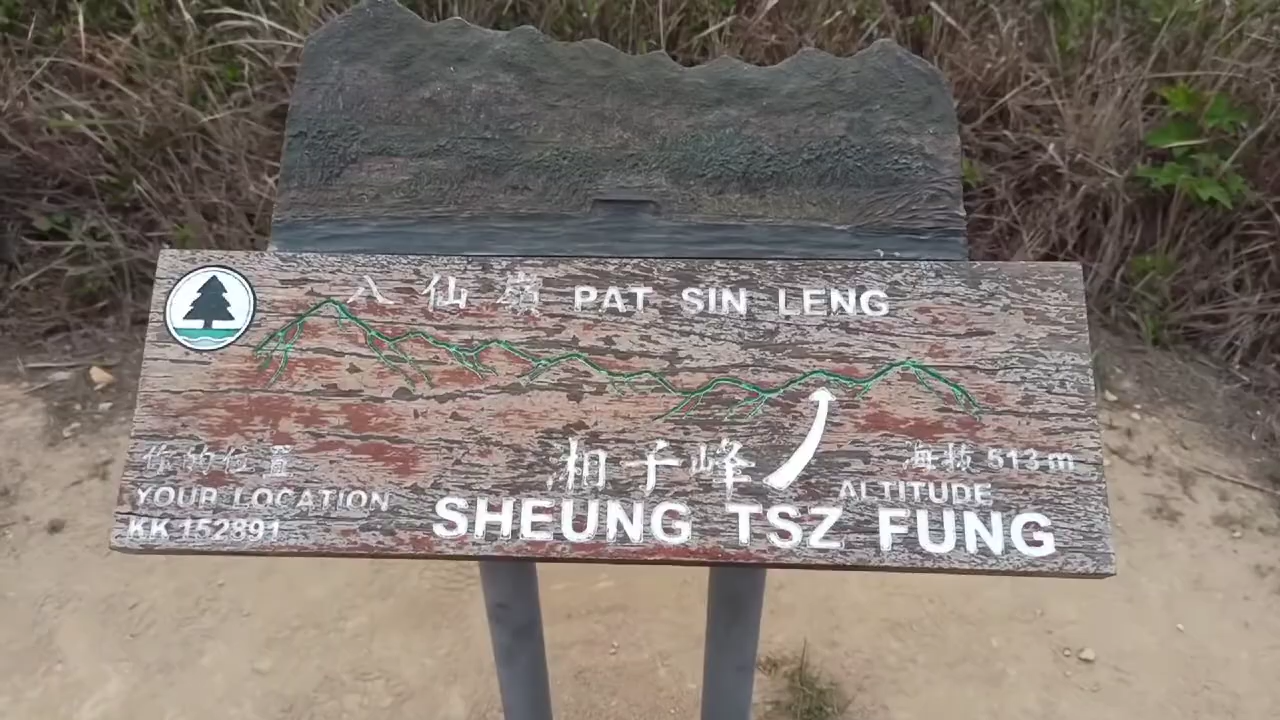 八仙嶺 PAT SIN LENG
你的位置
YOUR LOCATION
KK 152891
湘子峰
SHEUNG TSZ FUNG
海拔 513m
ALTITUDE